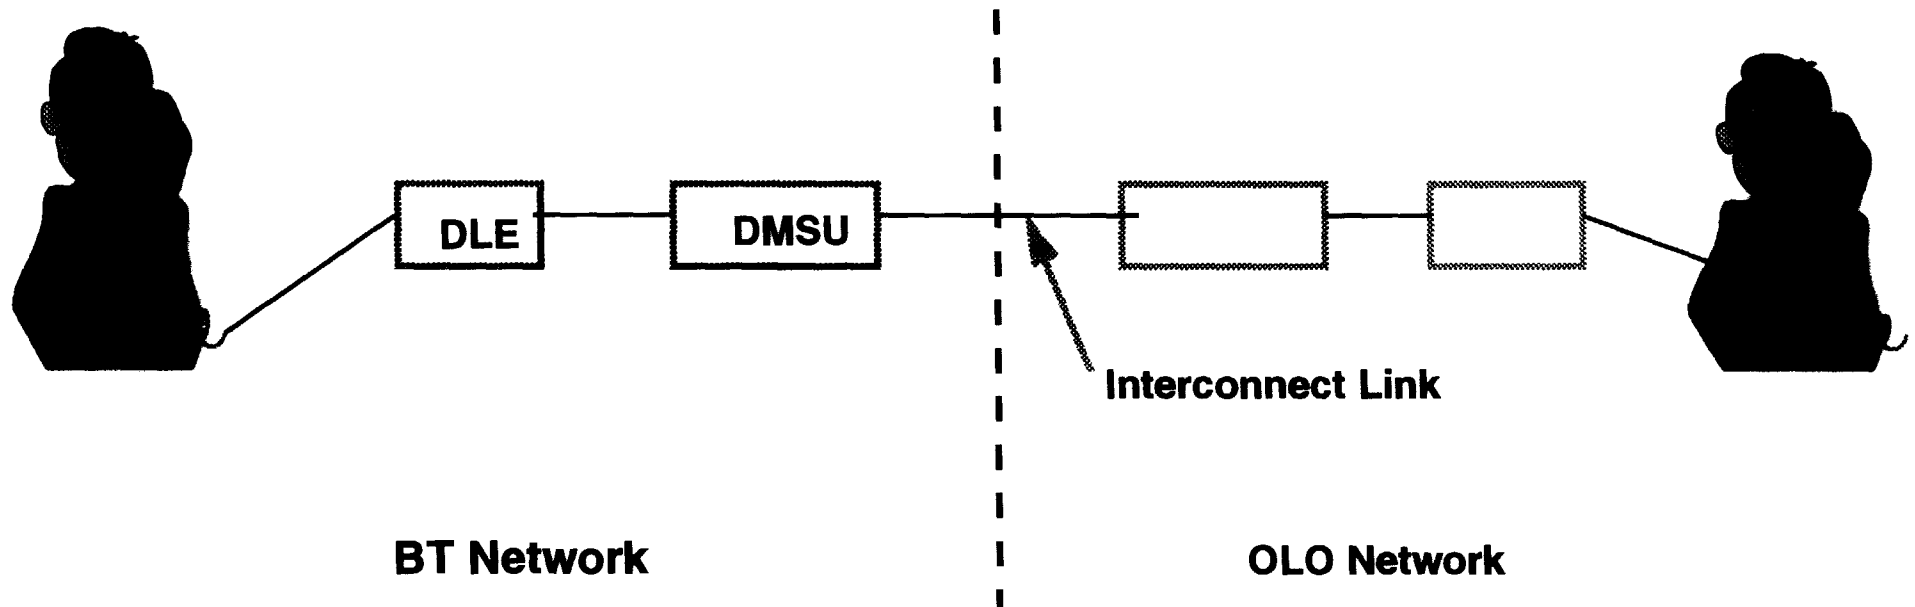 DLE
DMSU
Interconnect Link
BT Network
OLO Network